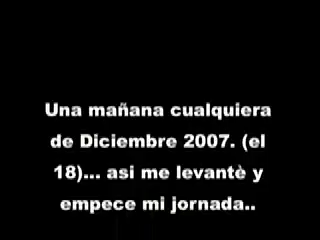 Una mañana cualquiera
de Diciembre 2007. (el
18)... asi me levantè y
empece mi jornada..